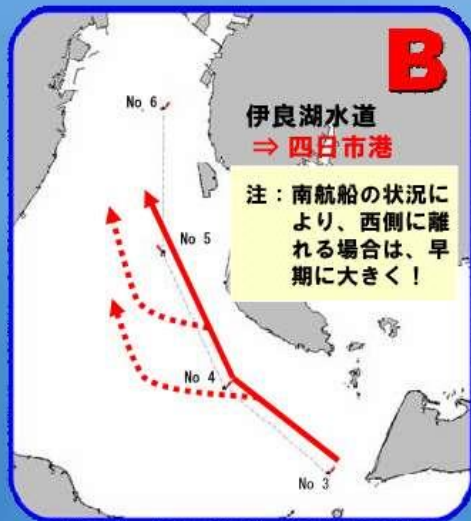 B
No 6
伊良湖水道
⇒ 四日市港
注：南航船の状況に
より、西側に離
れる場合は、早
期に大きく！
No 5
No 4
No 3